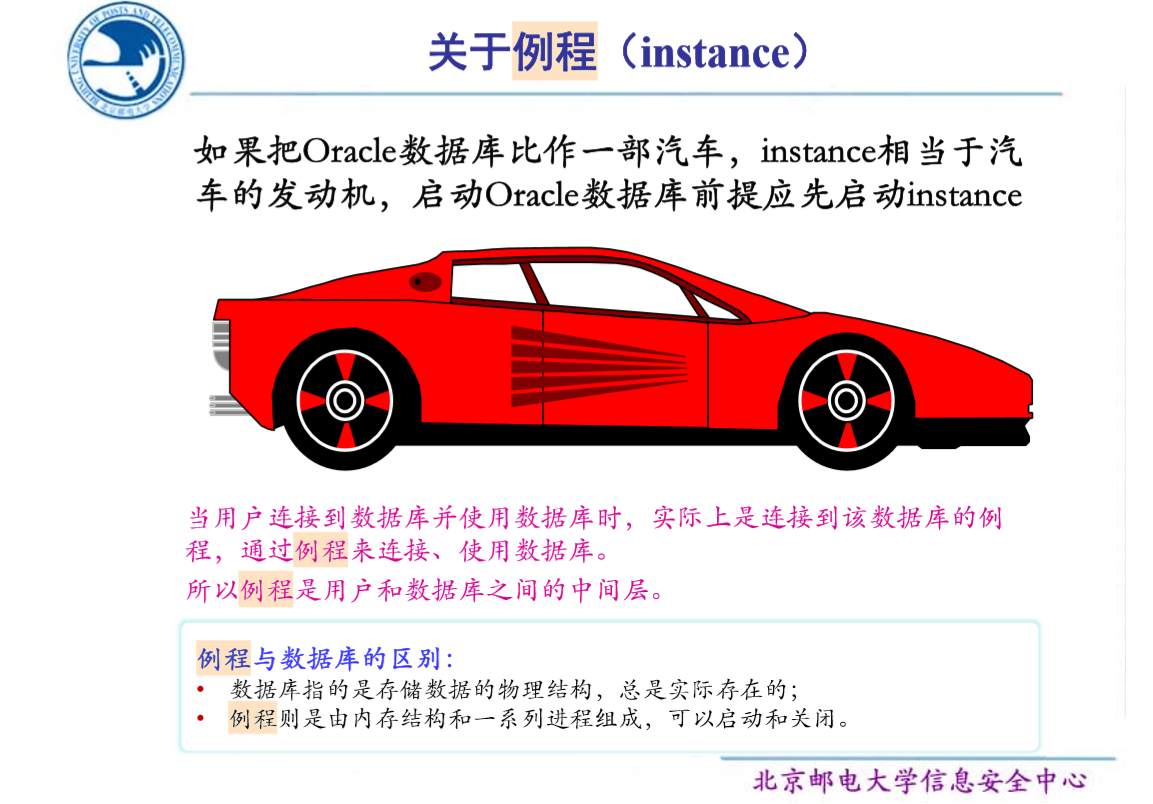 关于例程（instance）
如果把Oracle数据库比作一部汽车，instance相当于汽
车的发动机，启动Oracle数据库前提应先启动instance
当用户连接到数据库并使用数据库时，实际上是连接到该数据库的例
程，通过例程来连接、使用数据库。
所以例程是用户和数据库之间的中间层。
例程与数据库的区别：
• 数据库指的是存储数据的物理结构，总是实际存在的；
• 例程则是由内存结构和一系列进程组成，可以启动和关闭。
北京邮电大学信息安全中心